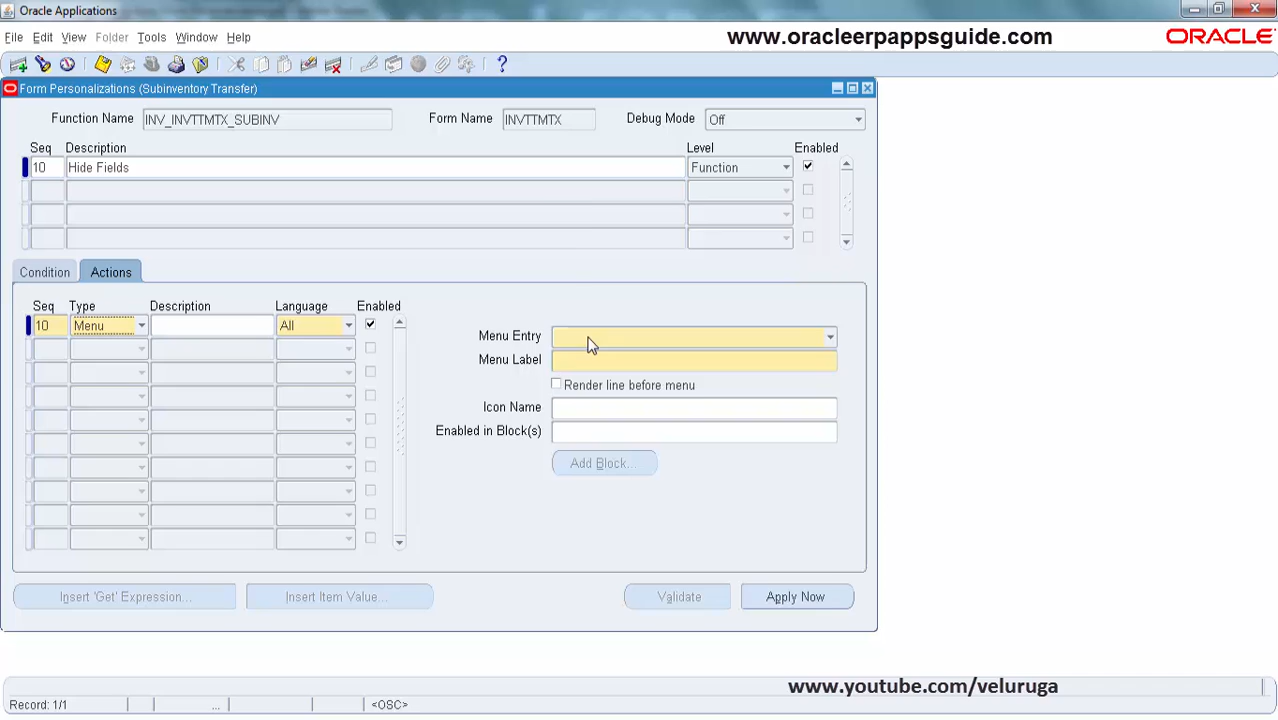 Oracle Applications
File Edit View Folder Tools Window Help
www.oracleerpappsguide.com
ORACLE
Form Personalizations (Subinventory Transfer)
Function Name INV_INVTTMTX_SUBINV Form Name INVTTMTX Debug Mode Off
Seq Description Level Enabled
10 Hide Fields Function
Condition Actions
Seq Type Description Language Enabled
10 Menu All
Menu Entry
Menu Label
Render line before menu
Icon Name
Enabled in Block(s)
Add Block...
Insert 'Get' Expression... Insert Item Value... Validate Apply Now
www.youtube.com/veluruga
Record: 1/1 ... <OSC>